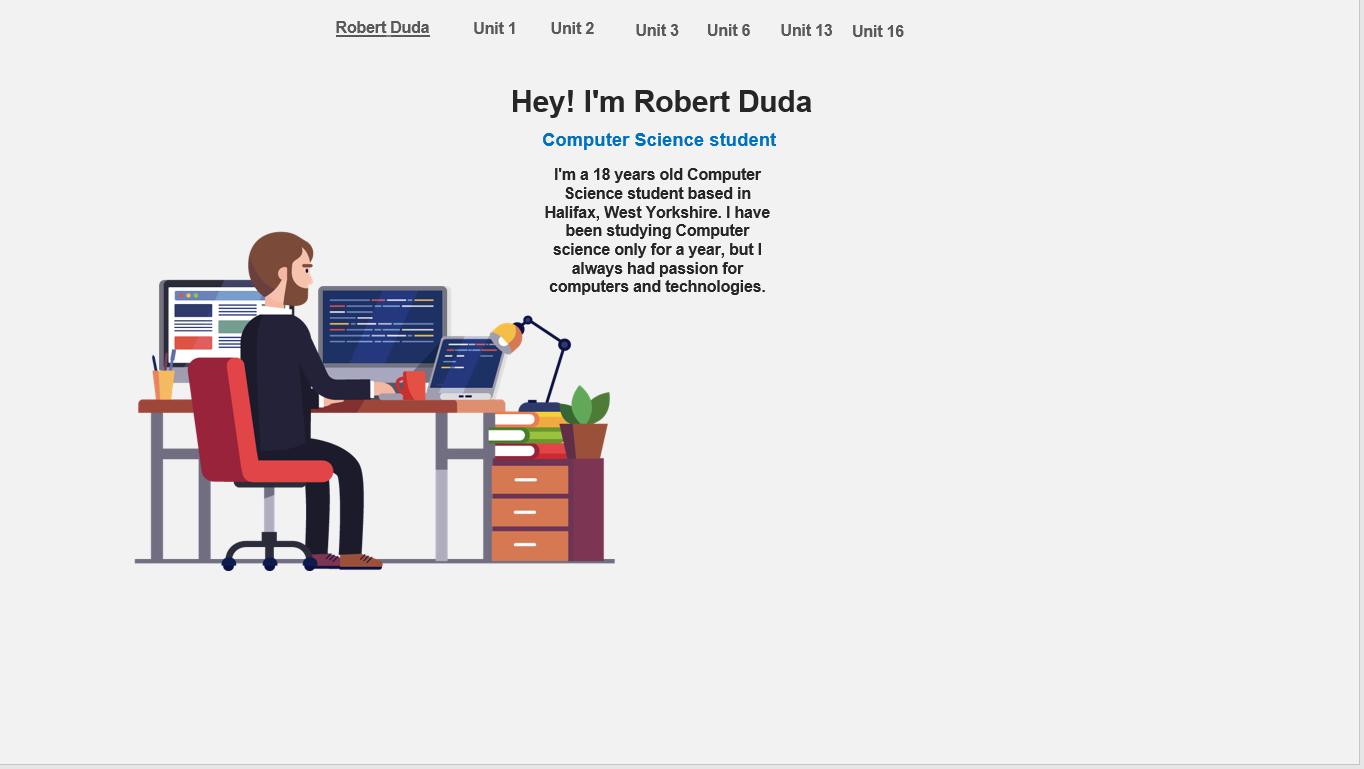 Robert Duda Unit 1 Unit 2 Unit 3 Unit 6 Unit 13 Unit 16
Hey! I'm Robert Duda
Computer Science student
I'm a 18 years old Computer
Science student based in
Halifax, West Yorkshire. I have
been studying Computer
science only for a year, but I
always had passion for
computers and technologies.